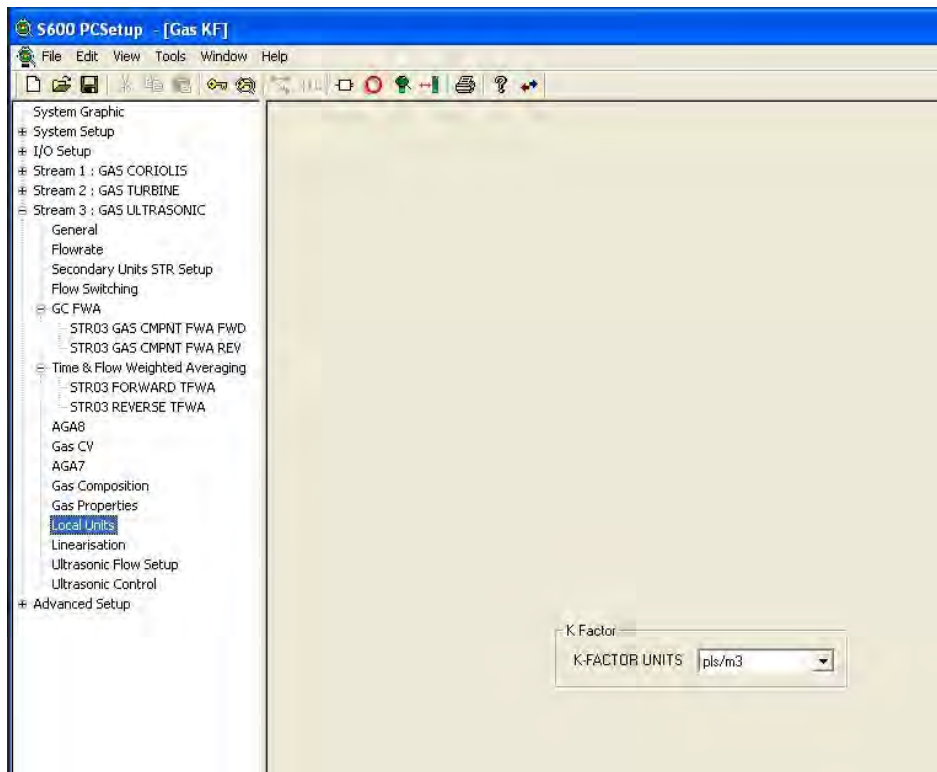 S600 PCSetup - [Gas KF]
File Edit View Tools Window Help
System Graphic
System Setup
I/O Setup
Stream 1 : GAS CORIOLIS
Stream 2 : GAS TURBINE
Stream 3 : GAS ULTRASONIC
General
Flowrate
Secondary Units STR Setup
Flow Switching
GC FWA
STR03 GAS CMPNT FWA FWD
STR03 GAS CMPNT FWA REV
Time & Flow Weighted Averaging
STR03 FORWARD TFWA
STR03 REVERSE TFWA
AGA8
Gas CV
AGA7
Gas Composition
Gas Properties
Local Units
Linearisation
Ultrasonic Flow Setup
Ultrasonic Control
Advanced Setup
K Factor
K-FACTOR UNITS pls/m3